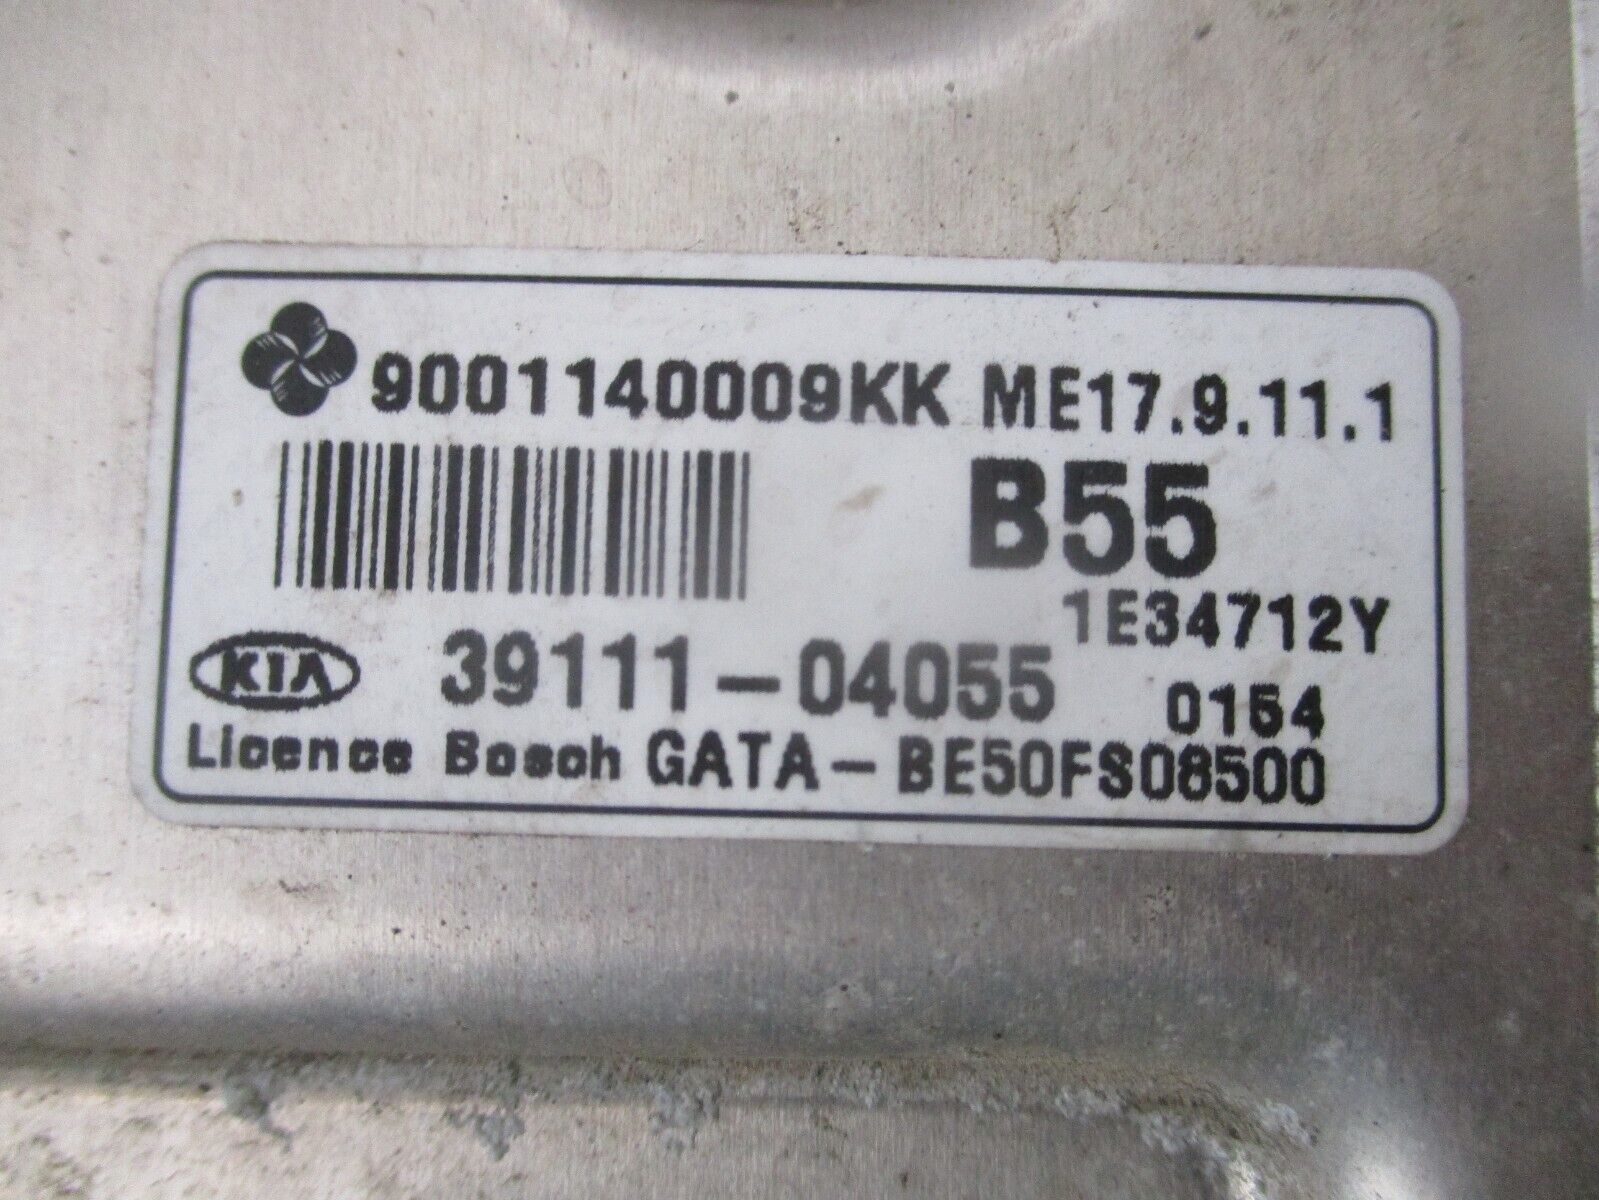 9001140009KK ME17.9.11.1
B55
1E34712Y
KIA 39111-04055
0154
Licence Bosch GATA-BE50FS08500